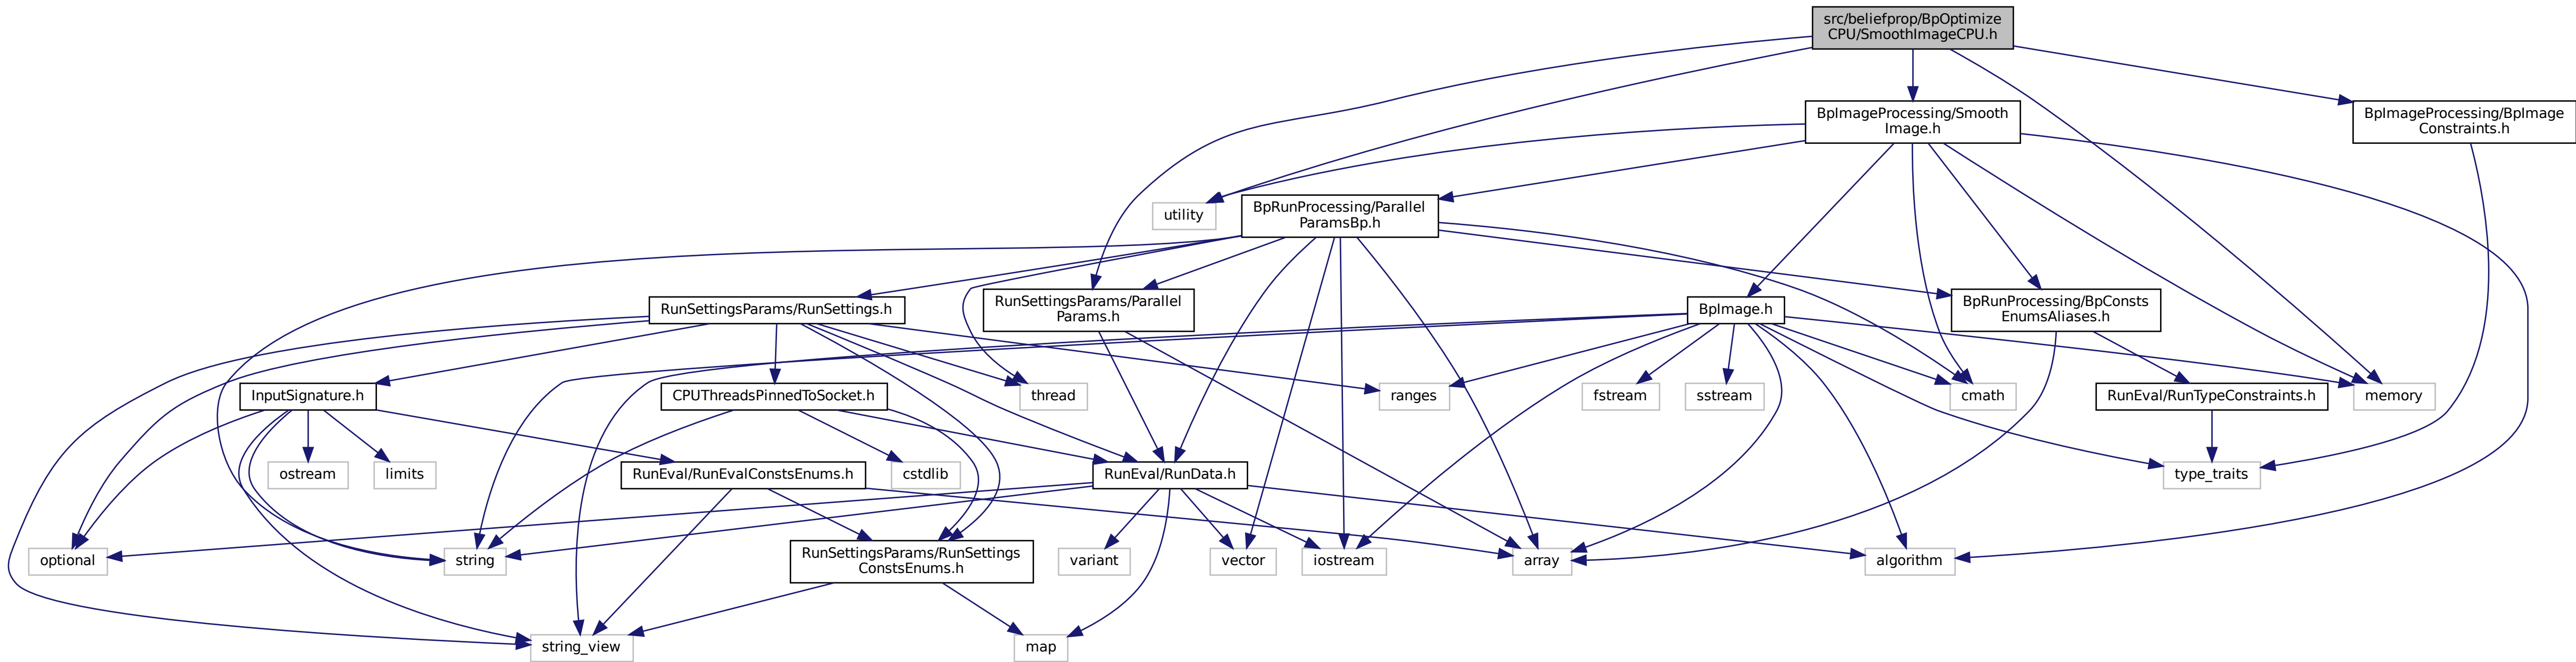 src/beliefprop/BpOptimize
CPU/SmoothImageCPU.h
BpImageProcessing/Smooth
Image.h
BpImageProcessing/BpImage
Constraints.h
utility
BpRunProcessing/Parallel
ParamsBp.h
RunSettingsParams/RunSettings.h
RunSettingsParams/Parallel
Params.h
BpImage.h
BpRunProcessing/BpConsts
EnumsAliases.h
InputSignature.h
CPUThreadsPinnedToSocket.h
thread
ranges
fstream
sstream
cmath
RunEval/RunTypeConstraints.h
memory
ostream
limits
RunEval/RunEvalConstsEnums.h
cstdlib
RunEval/RunData.h
type_traits
optional
string
RunSettingsParams/RunSettings
ConstsEnums.h
variant
vector
iostream
array
algorithm
string_view
map